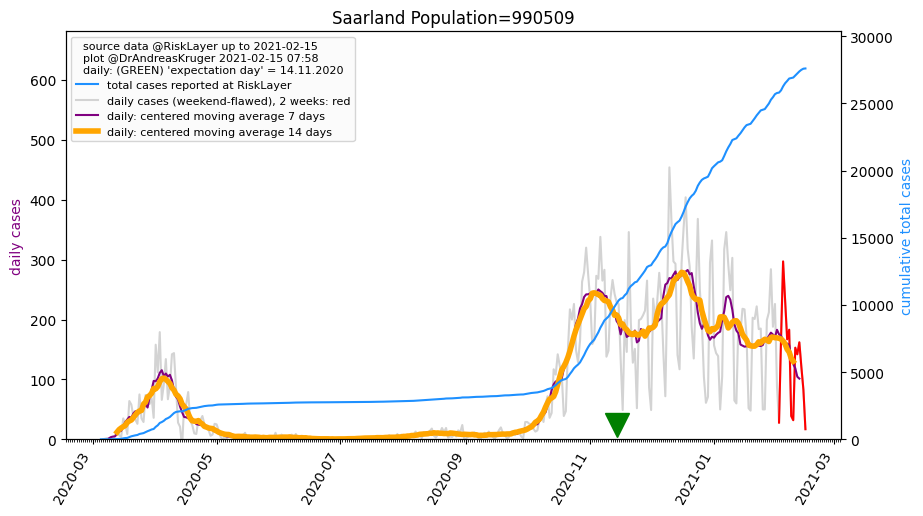 Saarland Population=990509
source data @RiskLayer up to 2021-02-15
plot @DrAndreasKruger 2021-02-15 07:58
daily: (GREEN) 'expectation day' = 14.11.2020
total cases reported at RiskLayer
daily cases (weekend-flawed), 2 weeks: red
daily: centered moving average 7 days
daily: centered moving average 14 days
daily cases
600
500
400
300
200
100
0
cumulative total cases
30000
25000
20000
15000
10000
5000
0
2020-03
2020-05
2020-07
2020-09
2020-11
2021-01
2021-03